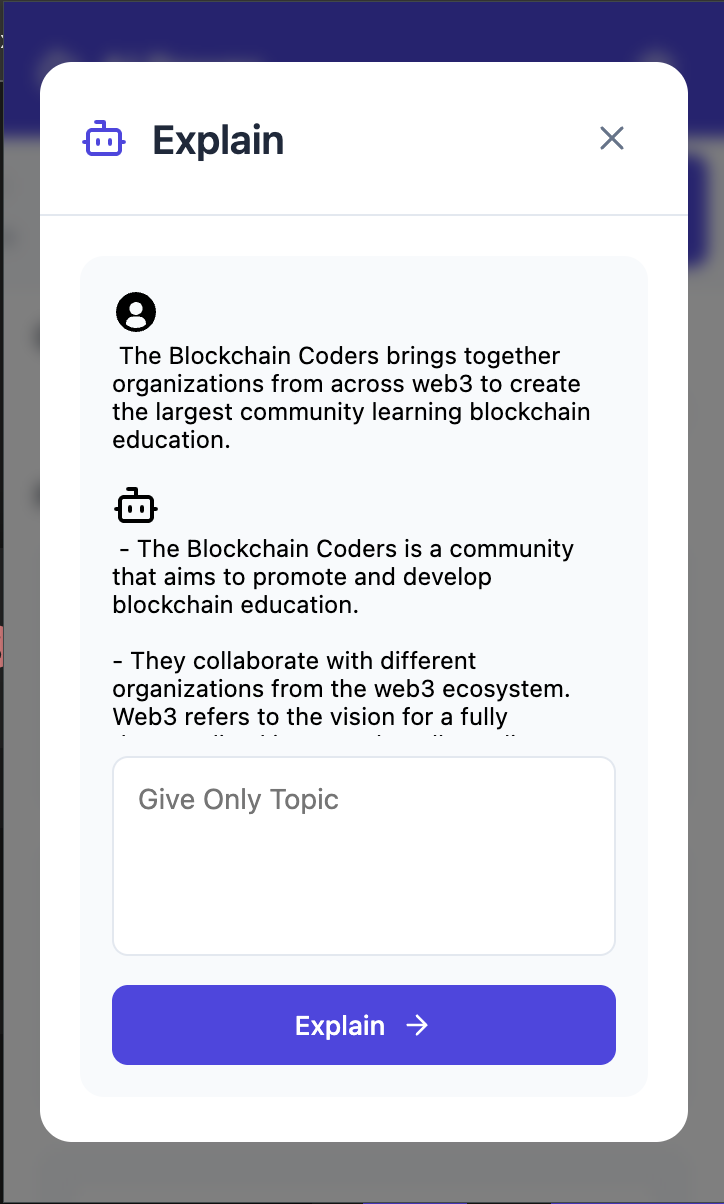 Explain
The Blockchain Coders brings together
organizations from across web3 to create
the largest community learning blockchain
education.
- The Blockchain Coders is a community
that aims to promote and develop
blockchain education.
- They collaborate with different
organizations from the web3 ecosystem.
Web3 refers to the vision for a fully
Give Only Topic
Explain →